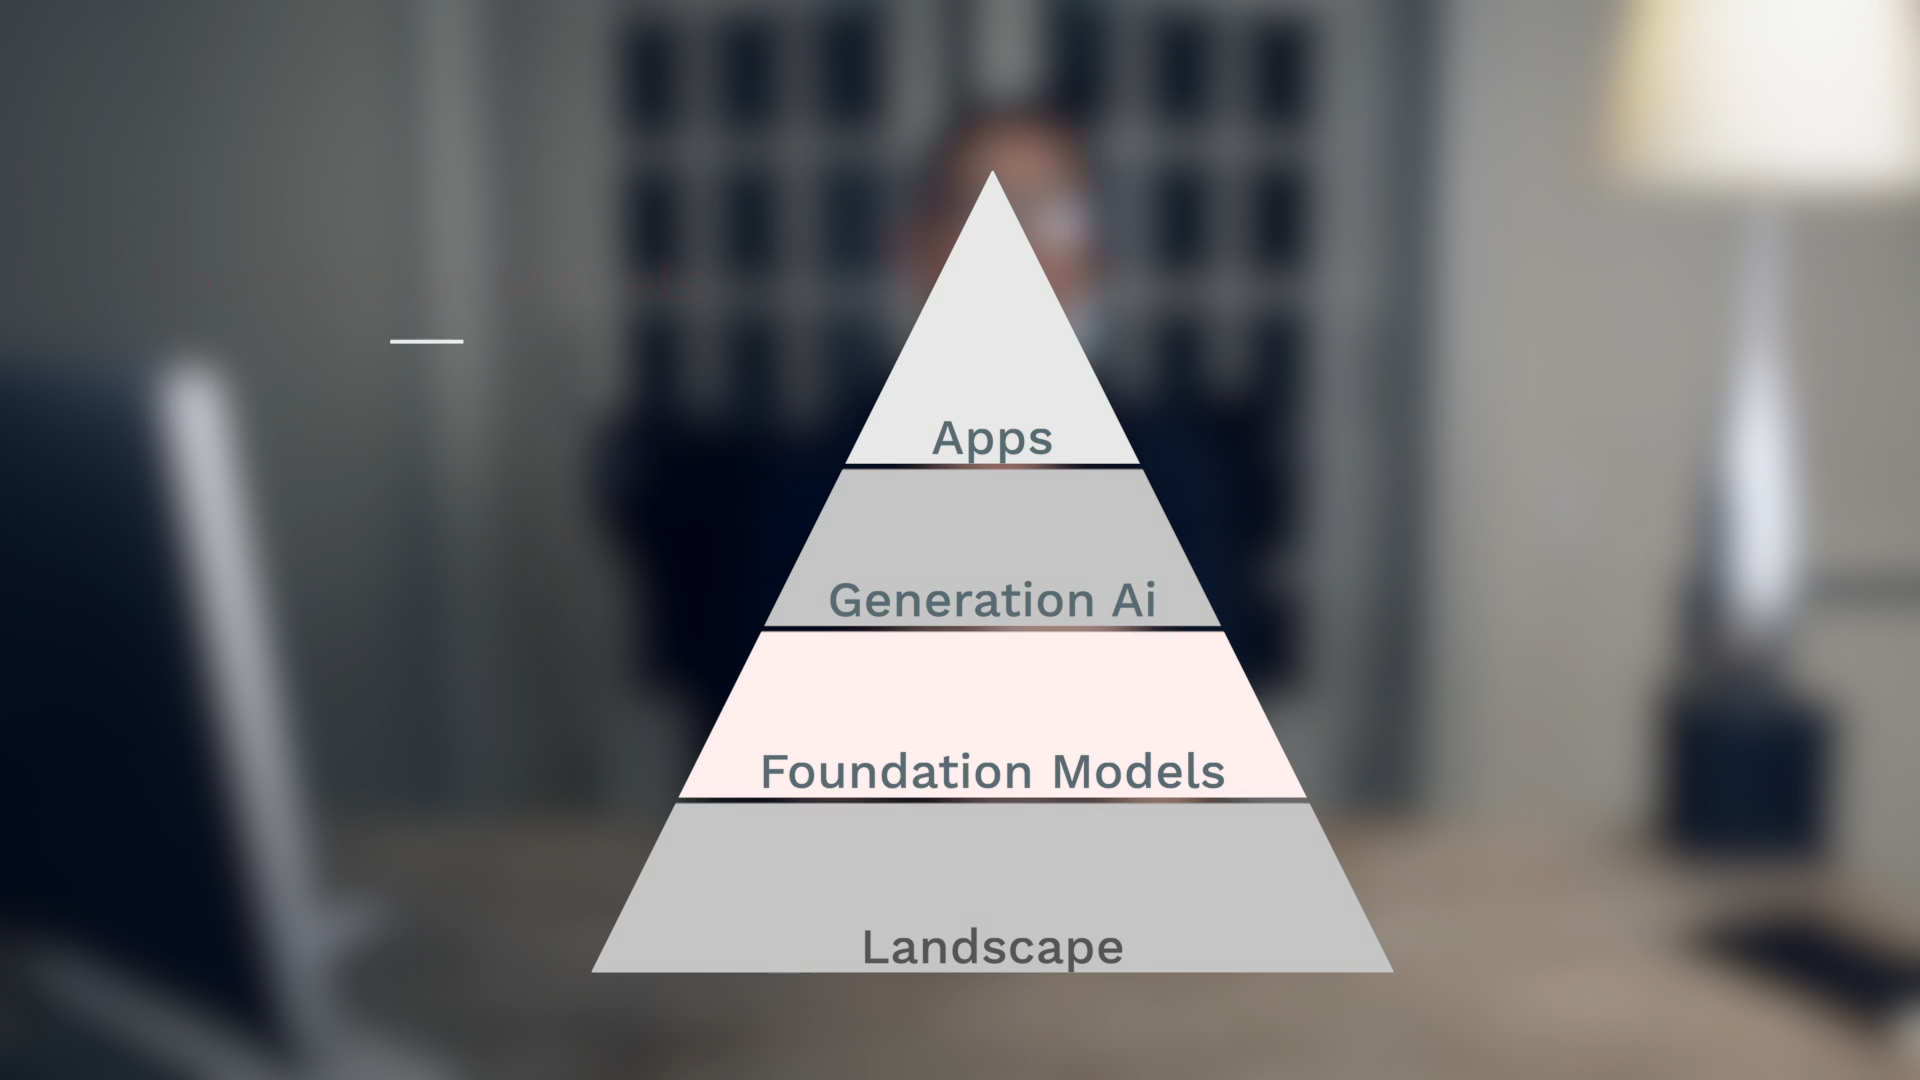 Apps
Generation Ai
Foundation Models
Landscape